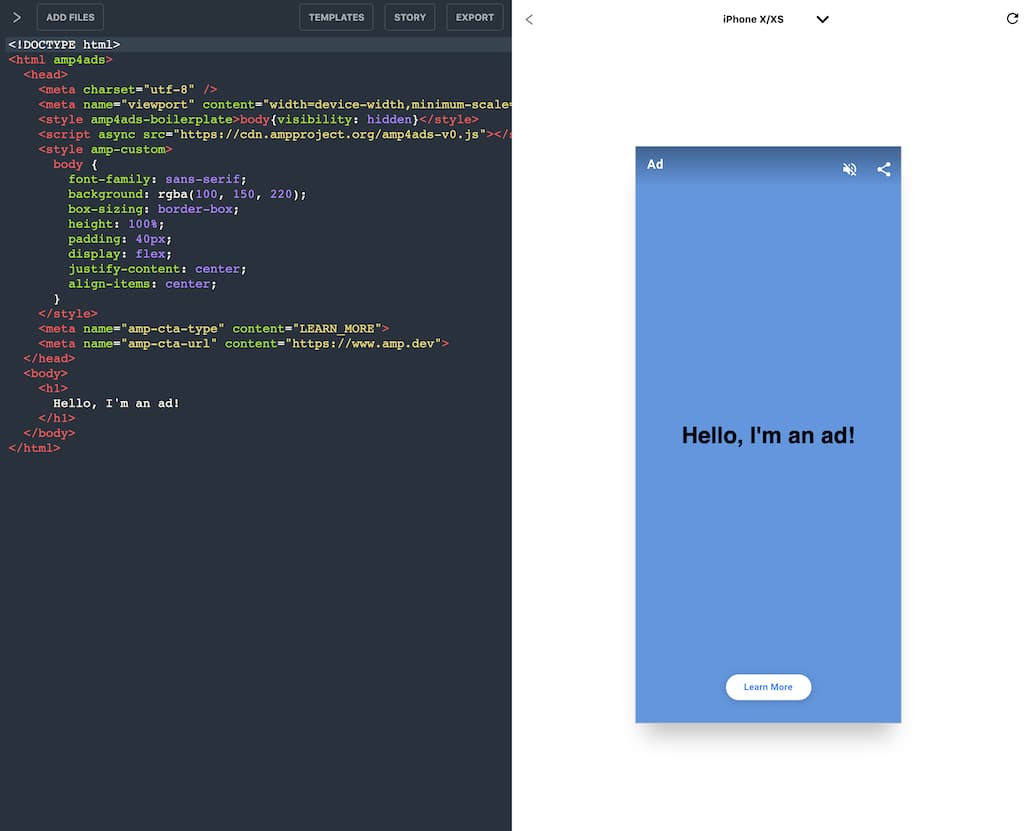 ADD FILES TEMPLATES STORY EXPORT
<!DOCTYPE html>
<html amp4ads>
<head>
<meta charset="utf-8" />
<meta name="viewport" content="width=device-width,minimum-scale=
<style amp4ads-boilerplate>body{visibility: hidden}</style>
<script async src="https://cdn.ampproject.org/amp4ads-v0.js"></s
<style amp-custom>
body {
font-family: sans-serif;
background: rgba(100, 150, 220);
box-sizing: border-box;
height: 100%;
padding: 40px;
display: flex;
justify-content: center;
align-items: center;
}
</style>
<meta name="amp-cta-type" content="LEARN_MORE">
<meta name="amp-cta-url" content="https://www.amp.dev">
</head>
<body>
<h1>
Hello, I'm an ad!
</h1>
</body>
</html>
iPhone X/XS
Ad
Hello, I'm an ad!
Learn More